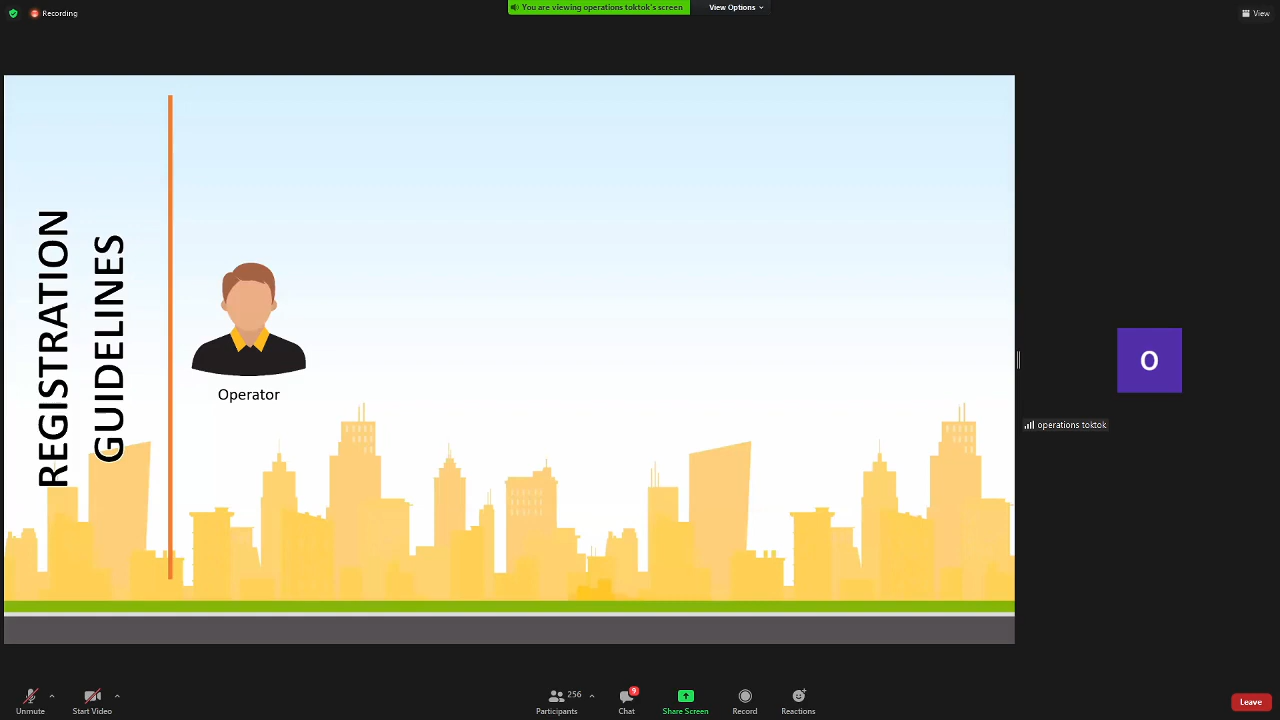 Recording
You are viewing operations toktok's screen
View Options
View
REGISTRATION
GUIDELINES
Operator
O
operations toktok
Unmute
Start Video
256
Participants
9
Chat
Share Screen
Record
Reactions
Leave